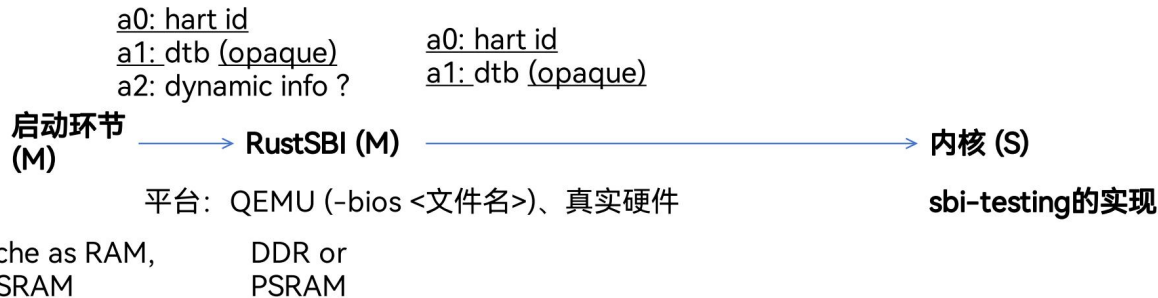 a0: hart id
a1: dtb (opaque)
a2: dynamic info ?
a0: hart id
a1: dtb (opaque)
启动环节
(M)
RustSBI (M)
内核 (S)
平台：QEMU (-bios <文件名>)、真实硬件
sbi-testing的实现
che as RAM,
SRAM
DDR or
PSRAM